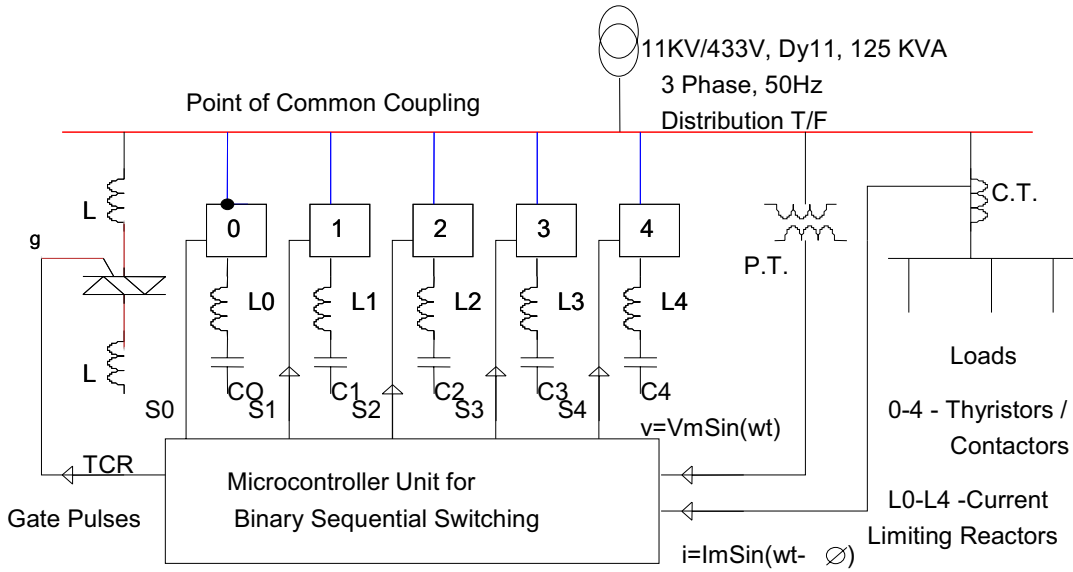 11KV/433V, Dy11, 125 KVA
3 Phase, 50Hz
Distribution T/F
Point of Common Coupling
L
g
L
0
1
2
3
4
L0
L1
L2
L3
L4
CO
C1
C2
C3
C4
S0
S1
S2
S3
S4
P.T.
C.T.
Loads
0-4 - Thyristors /
Contactors
L0-L4 -Current
Limiting Reactors
v=VmSin(wt)
i=ImSin(wt- ∅)
TCR
Gate Pulses
Microcontroller Unit for
Binary Sequential Switching